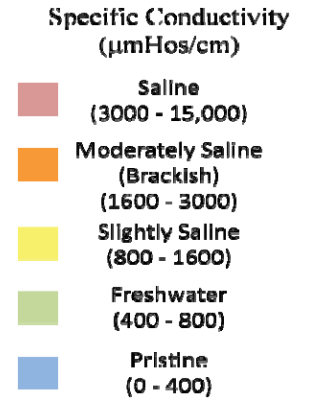 Specific Conductivity
(µmHos/cm)
Saline
(3000 - 15,000)
Moderately Saline
(Brackish)
(1600 - 3000)
Slightly Saline
(800 - 1600)
Freshwater
(400 - 800)
Pristine
(0 - 400)